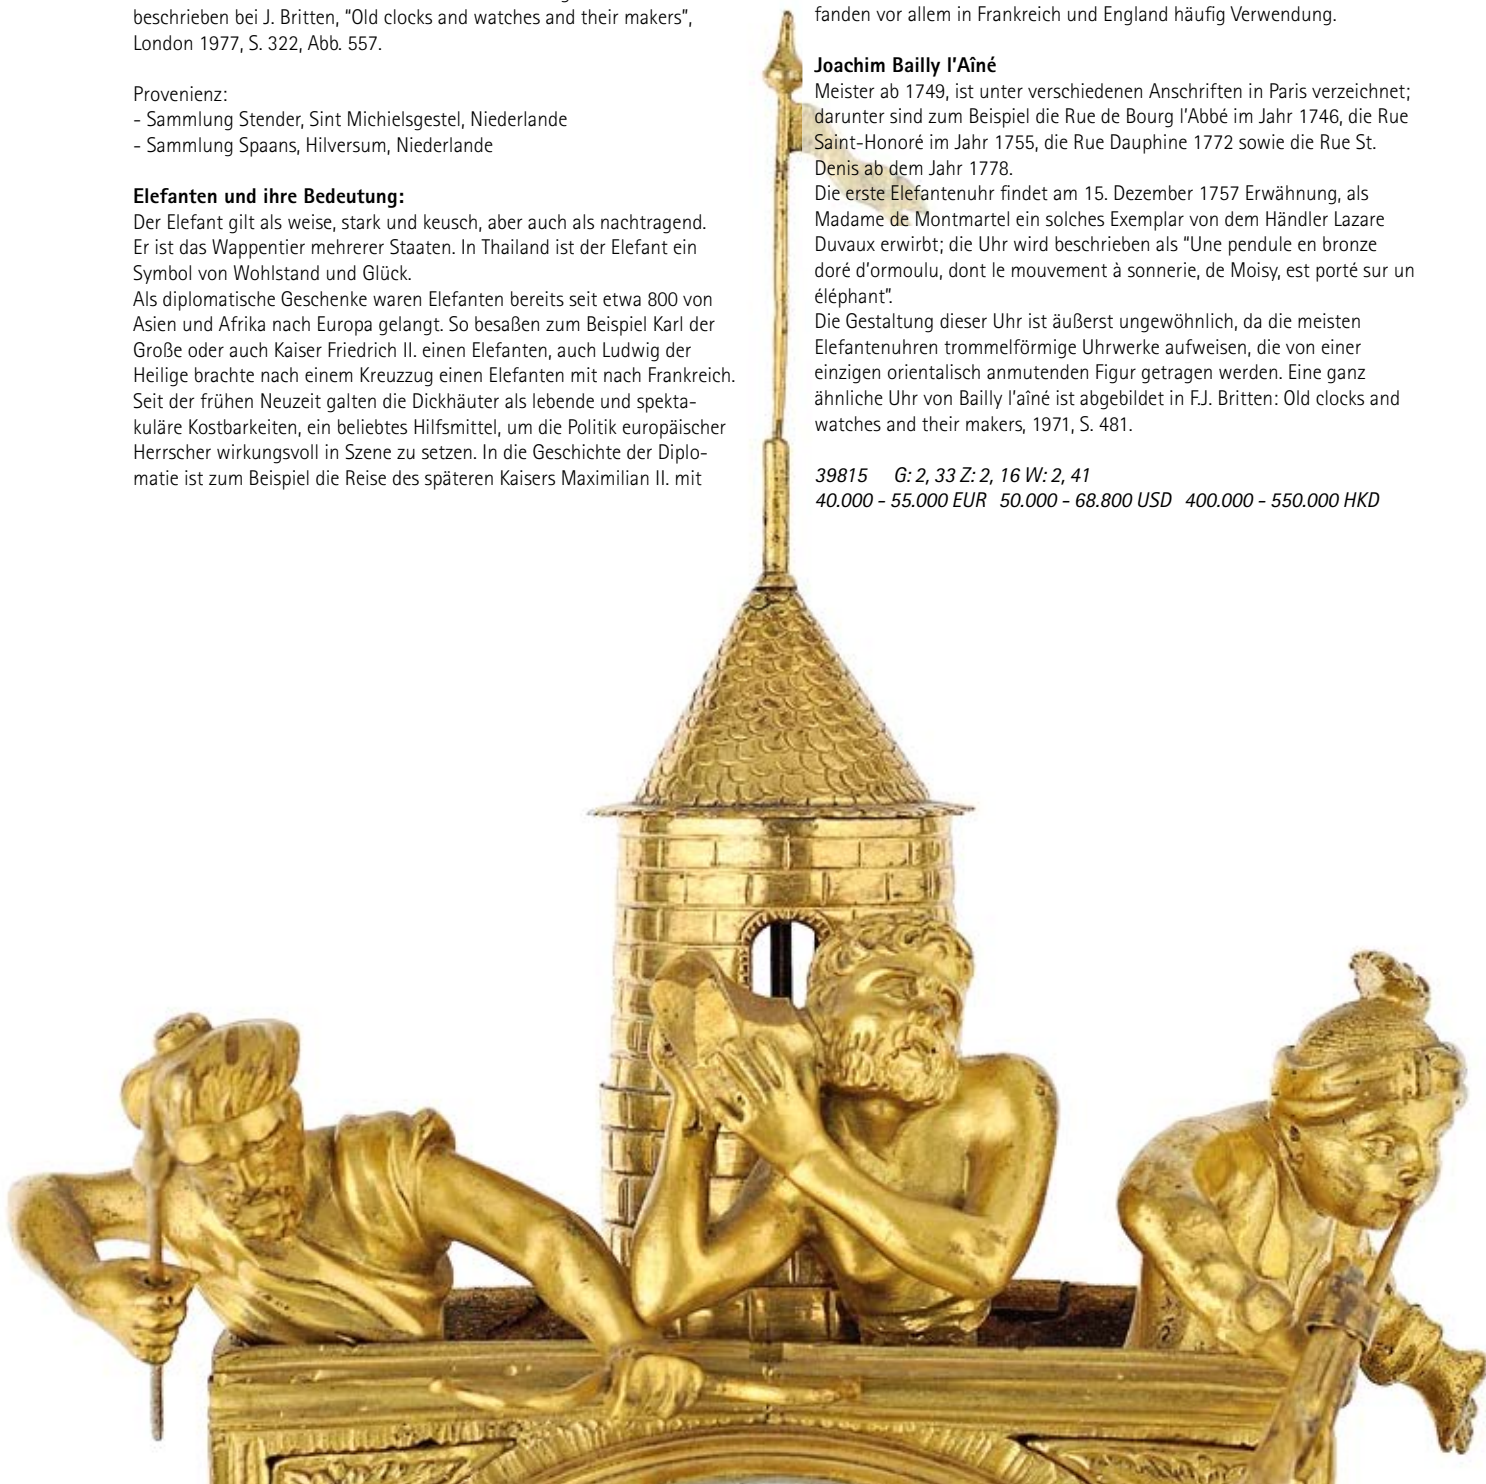 beschrieben bei J. Britten, "Old clocks and watches and their makers",
London 1977, S. 322, Abb. 557.
Provenienz:
- Sammlung Stender, Sint Michielsgestel, Niederlande
- Sammlung Spaans, Hilversum, Niederlande
Elefanten und ihre Bedeutung:
Der Elefant gilt als weise, stark und keusch, aber auch als nachtragend.
Er ist das Wappentier mehrerer Staaten. In Thailand ist der Elefant ein
Symbol von Wohlstand und Glück.
Als diplomatische Geschenke waren Elefanten bereits seit etwa 800 von
Asien und Afrika nach Europa gelangt. So besaßen zum Beispiel Karl der
Große oder auch Kaiser Friedrich II. einen Elefanten, auch Ludwig der
Heilige brachte nach einem Kreuzzug einen Elefanten mit nach Frankreich.
Seit der frühen Neuzeit galten die Dickhäuter als lebende und spekta-
kuläre Kostbarkeiten, ein beliebtes Hilfsmittel, um die Politik europäischer
Herrscher wirkungsvoll in Szene zu setzen. In die Geschichte der Diplo-
matie ist zum Beispiel die Reise des späteren Kaisers Maximilian II. mit
fanden vor allem in Frankreich und England häufig Verwendung.
Joachim Bailly l'Aîné
Meister ab 1749, ist unter verschiedenen Anschriften in Paris verzeichnet;
darunter sind zum Beispiel die Rue de Bourg l'Abbé im Jahr 1746, die Rue
Saint-Honoré im Jahr 1755, die Rue Dauphine 1772 sowie die Rue St.
Denis ab dem Jahr 1778.
Die erste Elefantenuhr findet am 15. Dezember 1757 Erwähnung, als
Madame de Montmartel ein solches Exemplar von dem Händler Lazare
Duvaux erwirbt; die Uhr wird beschrieben als "Une pendule en bronze
doré d'ormoulu, dont le mouvement à sonnerie, de Moisy, est porté sur un
éléphant".
Die Gestaltung dieser Uhr ist äußerst ungewöhnlich, da die meisten
Elefantenuhren trommelförmige Uhrwerke aufweisen, die von einer
einzigen orientalisch anmutenden Figur getragen werden. Eine ganz
ähnliche Uhr von Bailly l'aîné ist abgebildet in F.J. Britten: Old clocks and
watches and their makers, 1971, S. 481.
39815 G: 2, 33 Z: 2, 16 W: 2, 41
40.000 - 55.000 EUR 50.000 - 68.800 USD 400.000 - 550.000 HKD